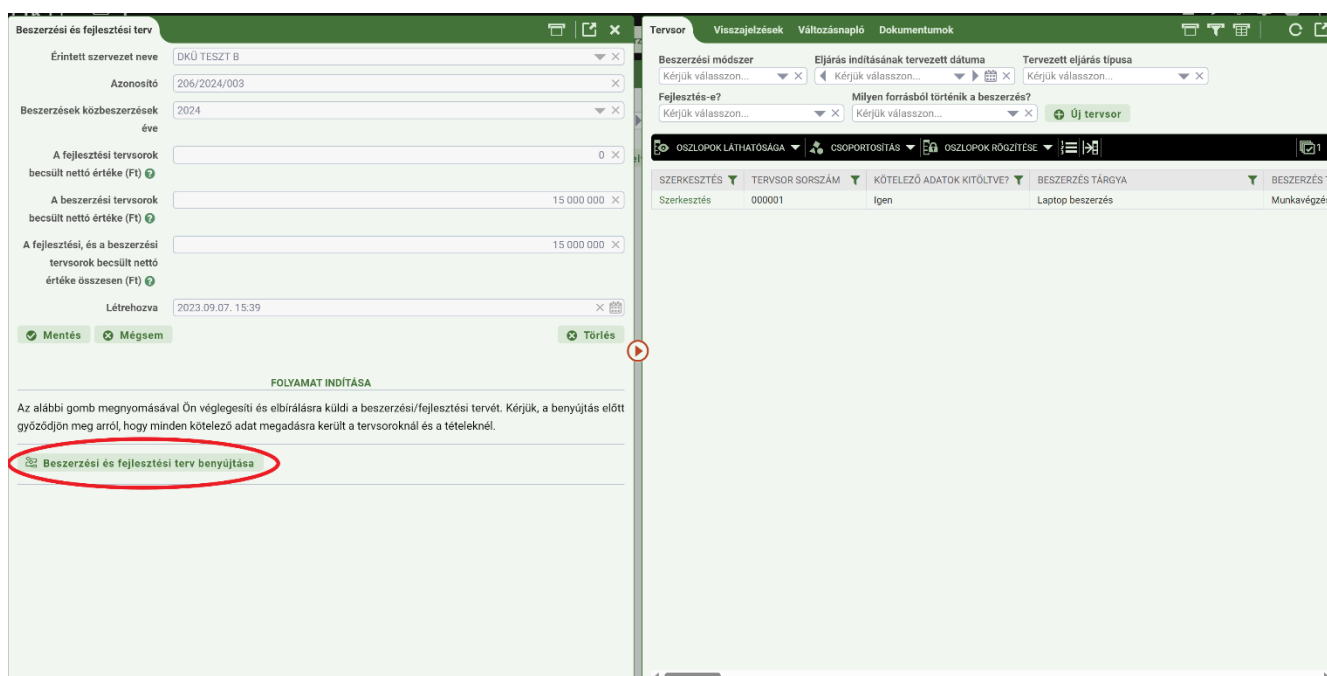 Beszerzési és fejlesztési terv
Érintett szervezet neve
DKÜ TESZT B
Azonosító
206/2024/003
Beszerzések közbeszerzések
éve
2024
A fejlesztési tervsorok
becsült nettó értéke (Ft)
0
A beszerzési tervsorok
becsült nettó értéke (Ft)
15 000 000
A fejlesztési, és a beszerzési
tervsorok becsült nettó
értéke összesen (Ft)
15 000 000
Létrehozva
2023.09.07. 15:39
Mentés
Mégsem
Törlés
FOLYAMAT INDÍTÁSA
Az alábbi gomb megnyomásával Ön véglegesíti és elbírálásra küldi a beszerzési/fejlesztési tervét. Kérjük, a benyújtás előtt
győződjön meg arról, hogy minden kötelező adat megadásra került a tervsoroknál és a tételeknél.
Beszerzési és fejlesztési terv benyújtása
Tervsor Visszajelzések Változásnapló Dokumentumok
Beszerzési módszer Eljárás indításának tervezett dátuma Tervezett eljárás típusa
Kérjük válasszon... Kérjük válasszon... Kérjük válasszon...
Fejlesztés-e? Milyen forrásból történik a beszerzés?
Kérjük válasszon... Kérjük válasszon... Új tervsor
OSZLOPOK LÁTHATÓSÁGA CSOPORTOSÍTÁS OSZLOPOK RÖGZÍTÉSE 1
SZERKESZTÉS TERVSOR SORSZÁM KÖTELEZŐ ADATOK KITÖLTVE? BESZERZÉS TÁRGYA BESZERZÉS
Szerkesztés 000001 Igen Laptop beszerzés Munkavégzés